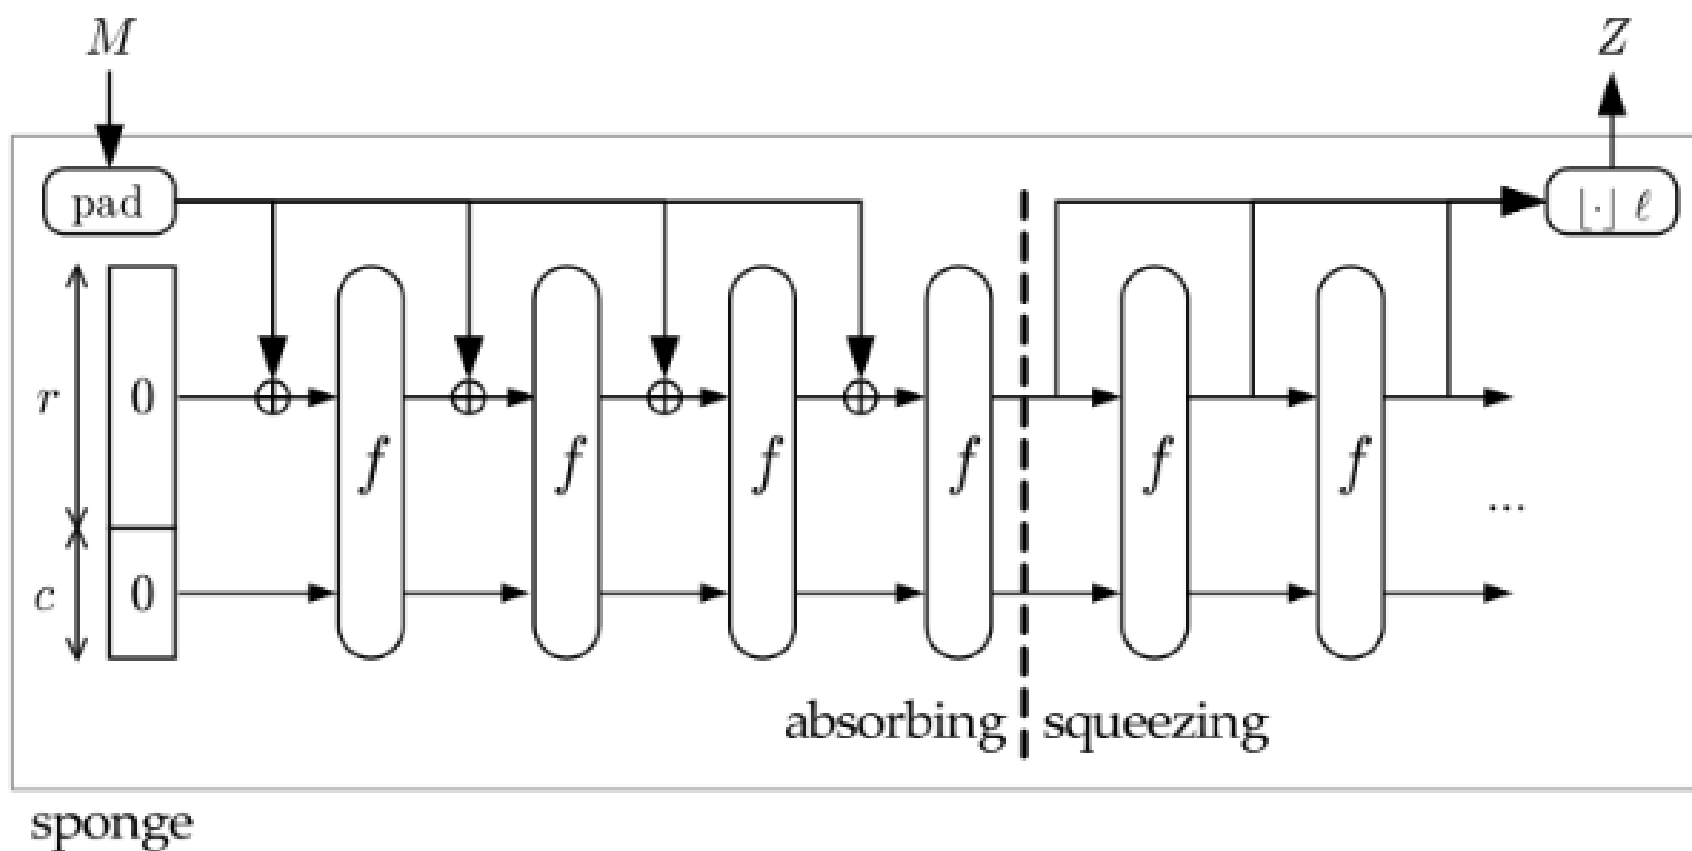 M
Z
pad
⌊·⌋ ℓ
r
0
f
f
f
f
f
f
...
c
0
absorbing
squeezing
sponge